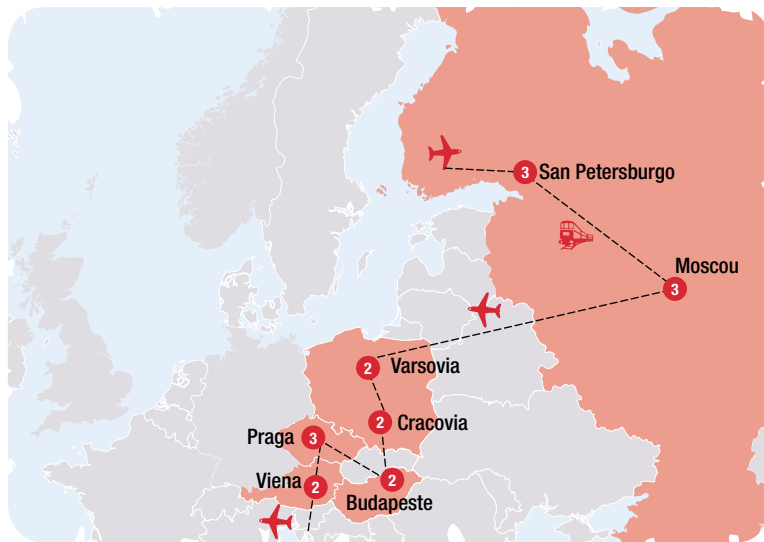 3 San Petersburgo
Moscou
3
2 Varsovia
2 Cracovia
Praga 3
Viena 2
2
Budapeste